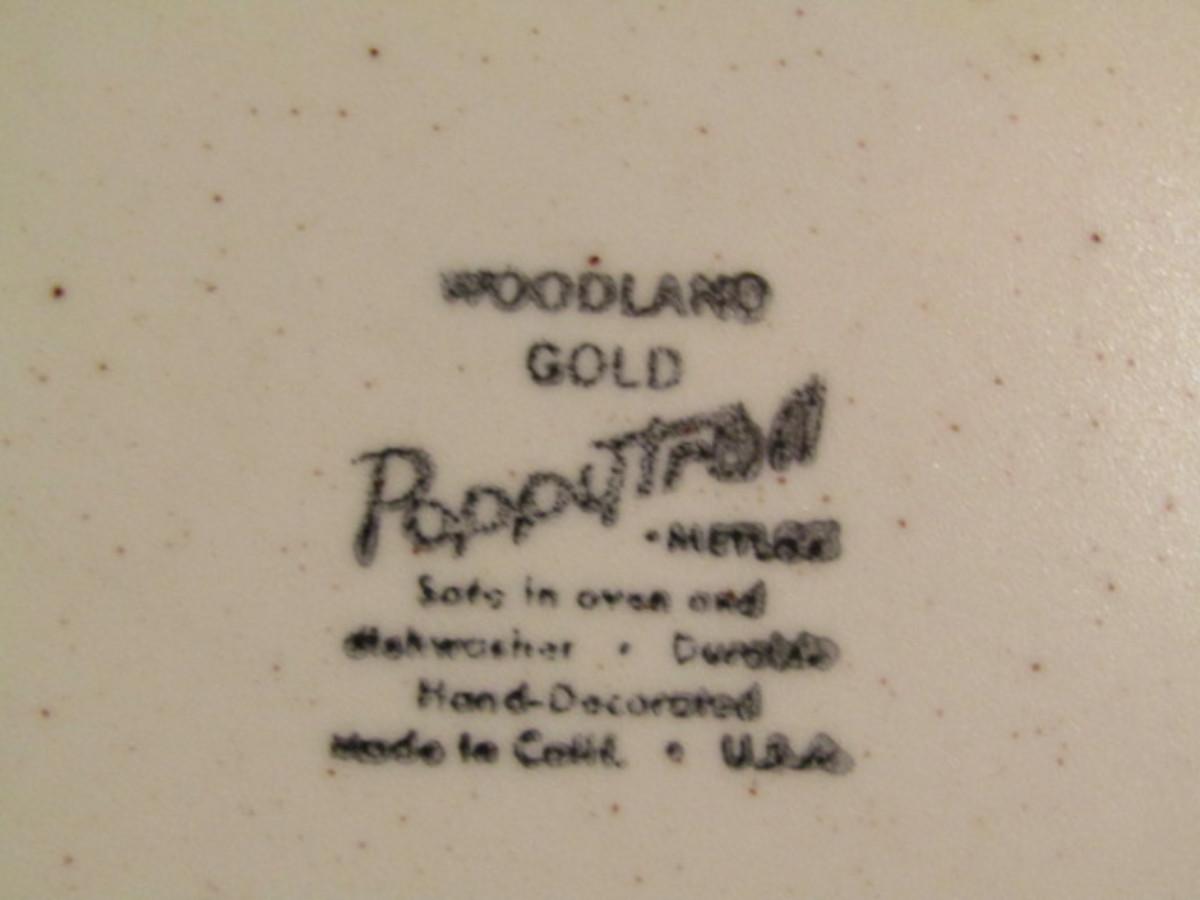 WOODLAND
GOLD
Poppytrail
·METLOX
Safe in oven and
dishwasher · Durable
Hand-Decorated
Made in Calif. · U.S.A.